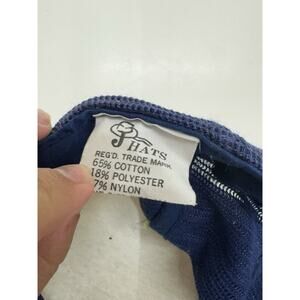 J HATS
REG'D. TRADE MARK
65% COTTON
18% POLYESTER
7% NYLON